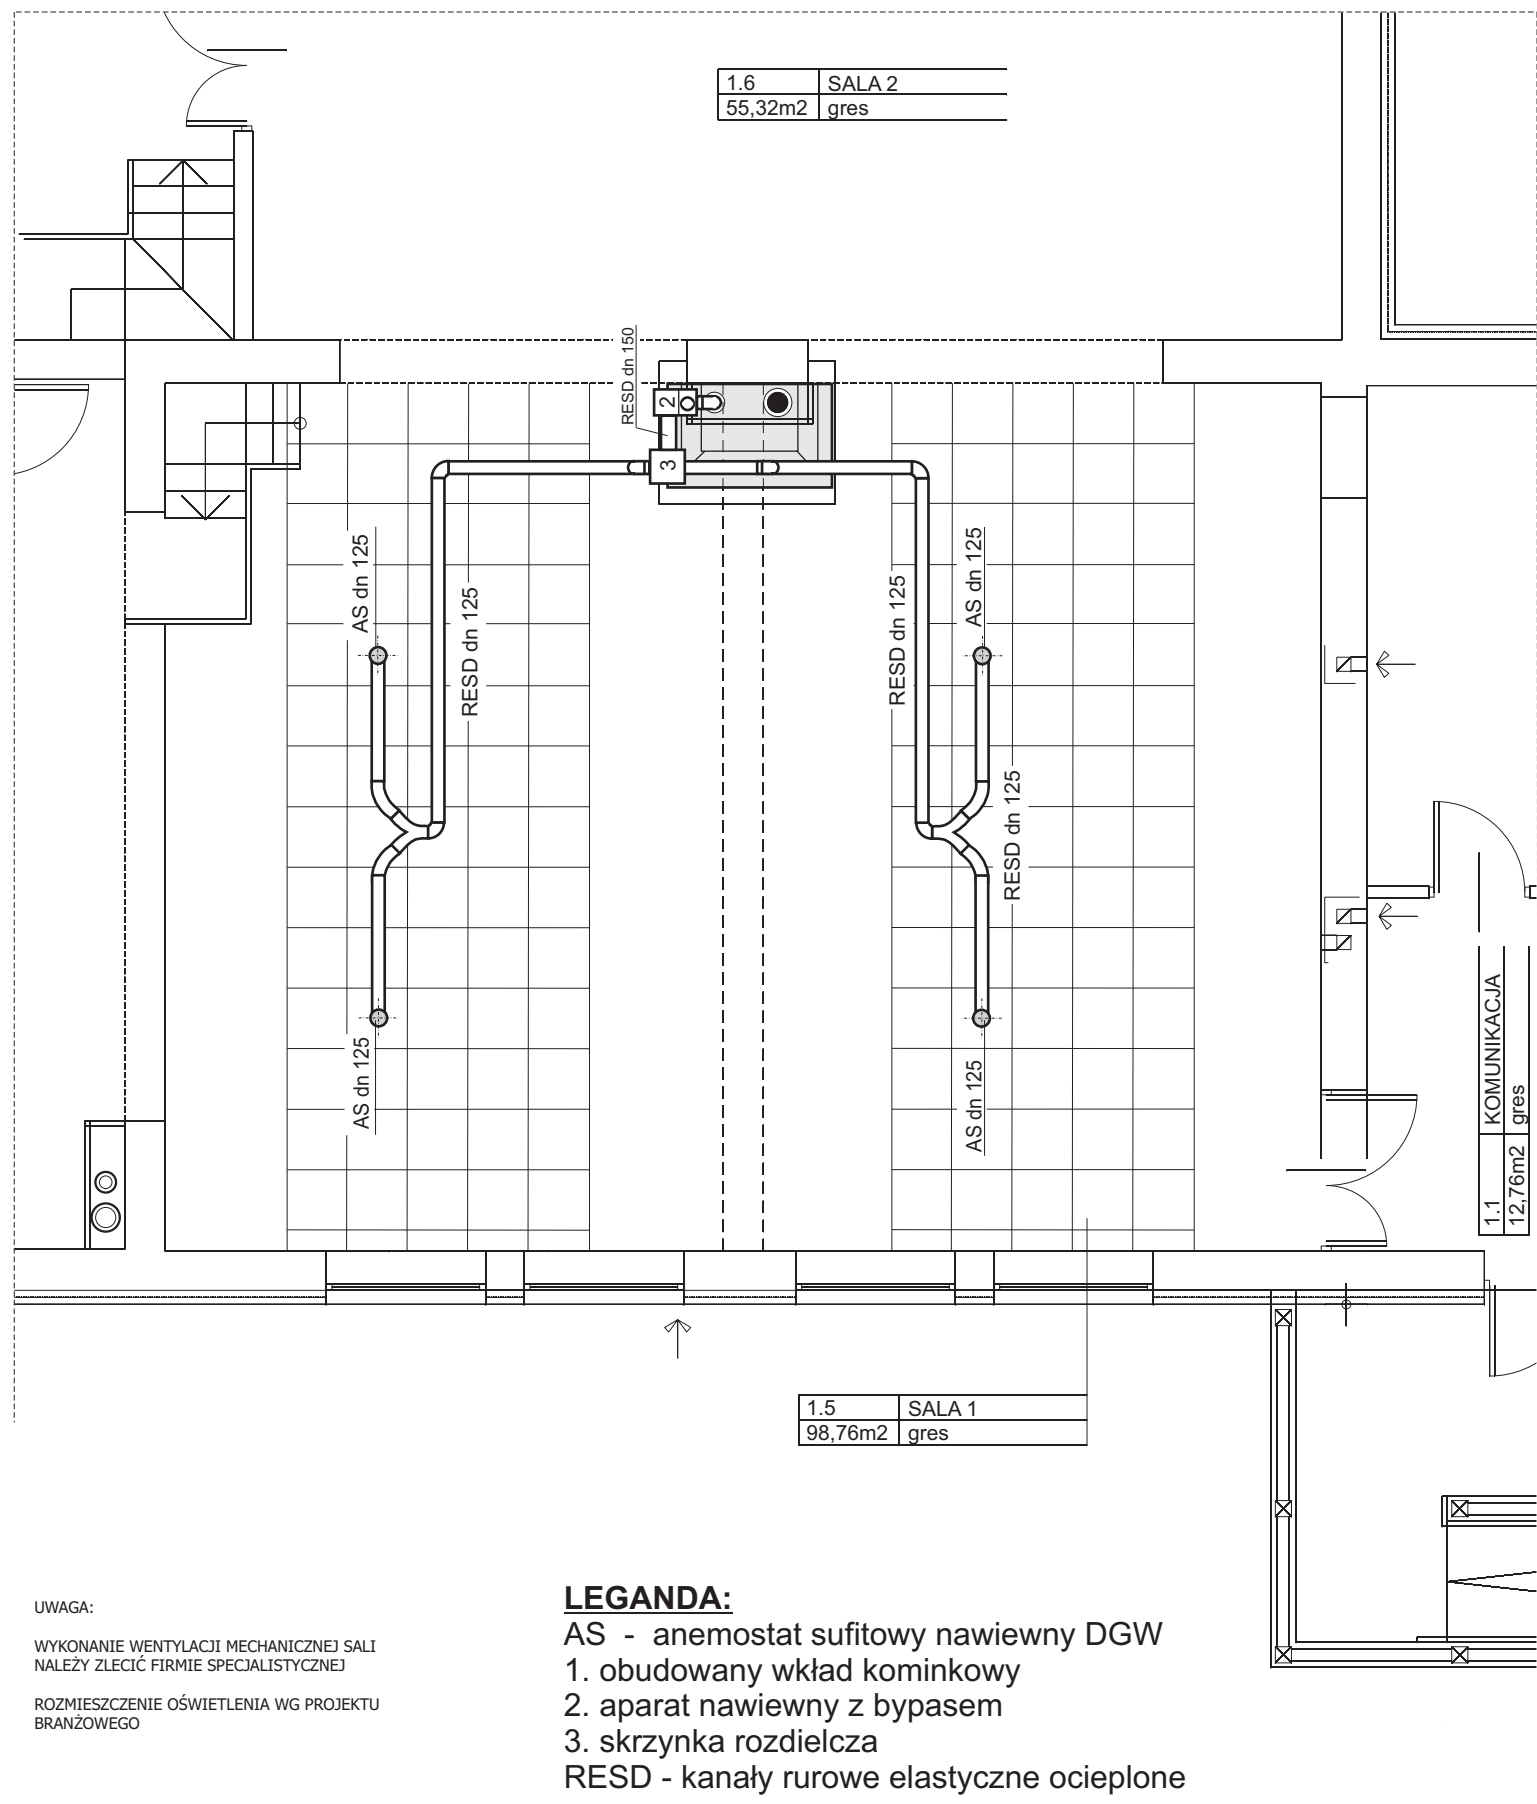 1.6 SALA 2
55,32m2 gres
RESD dn 150
2
3
AS dn 125
RESD dn 125
RESD dn 125
AS dn 125
RESD dn 125
AS dn 125
AS dn 125
1.1 KOMUNIKACJA
12,76m2 gres
1.5 SALA 1
98,76m2 gres
UWAGA:
WYKONANIE WENTYLACJI MECHANICZNEJ SALI
NALEŻY ZLECIĆ FIRMIE SPECJALISTYCZNEJ
ROZMIESZCZENIE OŚWIETLENIA WG PROJEKTU
BRANŻOWEGO
LEGANDA:
AS - anemostat sufitowy nawiewny DGW
1. obudowany wkład kominkowy
2. aparat nawiewny z bypasem
3. skrzynka rozdielcza
RESD - kanały rurowe elastyczne ocieplone